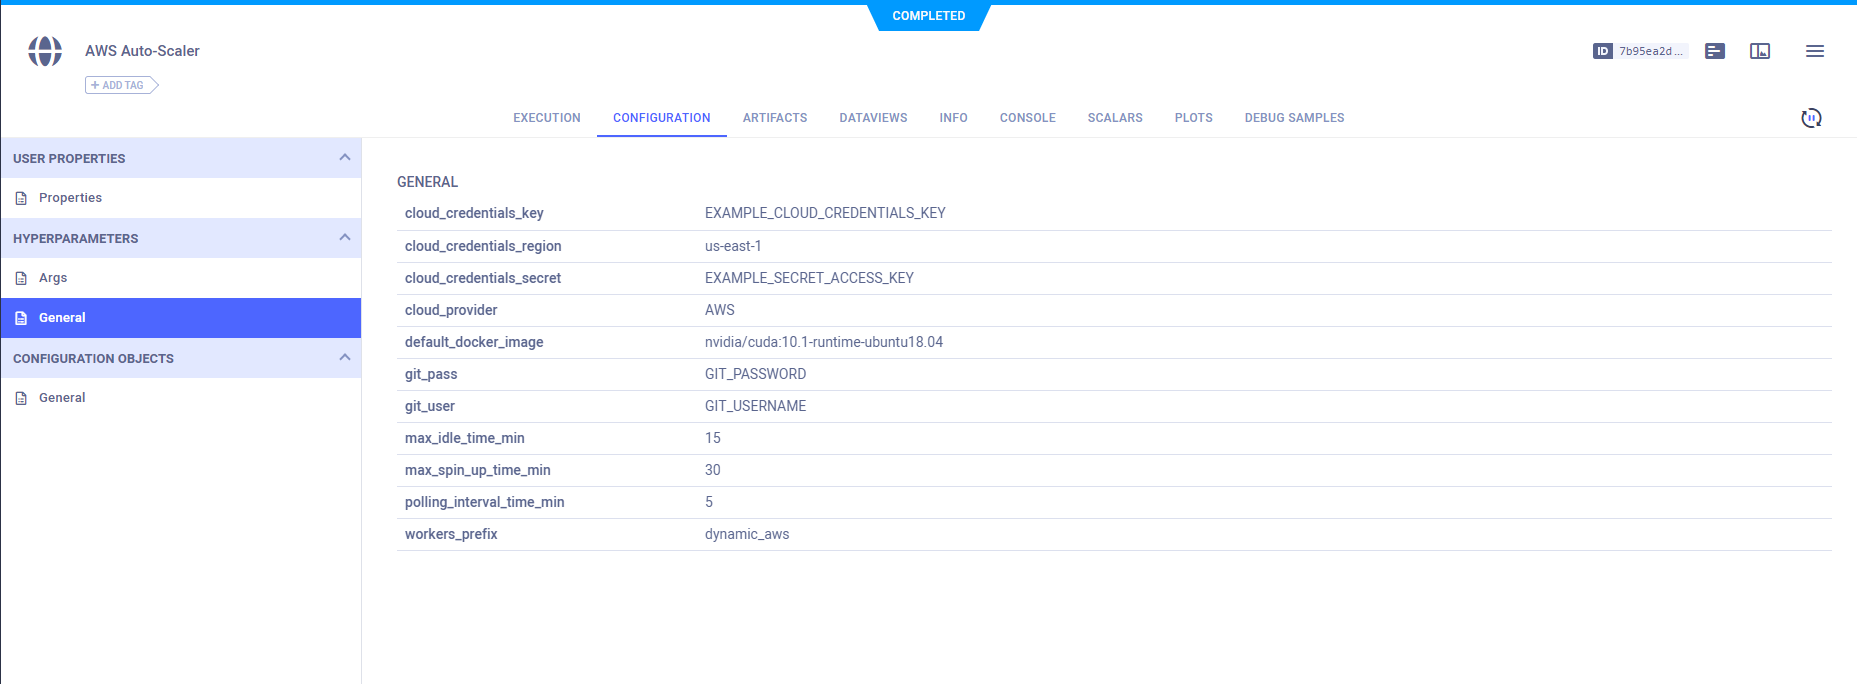 COMPLETED
AWS Auto-Scaler
ID 7b95ea2d ...
+ ADD TAG
EXECUTION CONFIGURATION ARTIFACTS DATAVIEWS INFO CONSOLE SCALARS PLOTS DEBUG SAMPLES
USER PROPERTIES
Properties
HYPERPARAMETERS
Args
General
CONFIGURATION OBJECTS
General
GENERAL
cloud_credentials_key EXAMPLE_CLOUD_CREDENTIALS_KEY
cloud_credentials_region us-east-1
cloud_credentials_secret EXAMPLE_SECRET_ACCESS_KEY
cloud_provider AWS
default_docker_image nvidia/cuda:10.1-runtime-ubuntu18.04
git_pass GIT_PASSWORD
git_user GIT_USERNAME
max_idle_time_min 15
max_spin_up_time_min 30
polling_interval_time_min 5
workers_prefix dynamic_aws